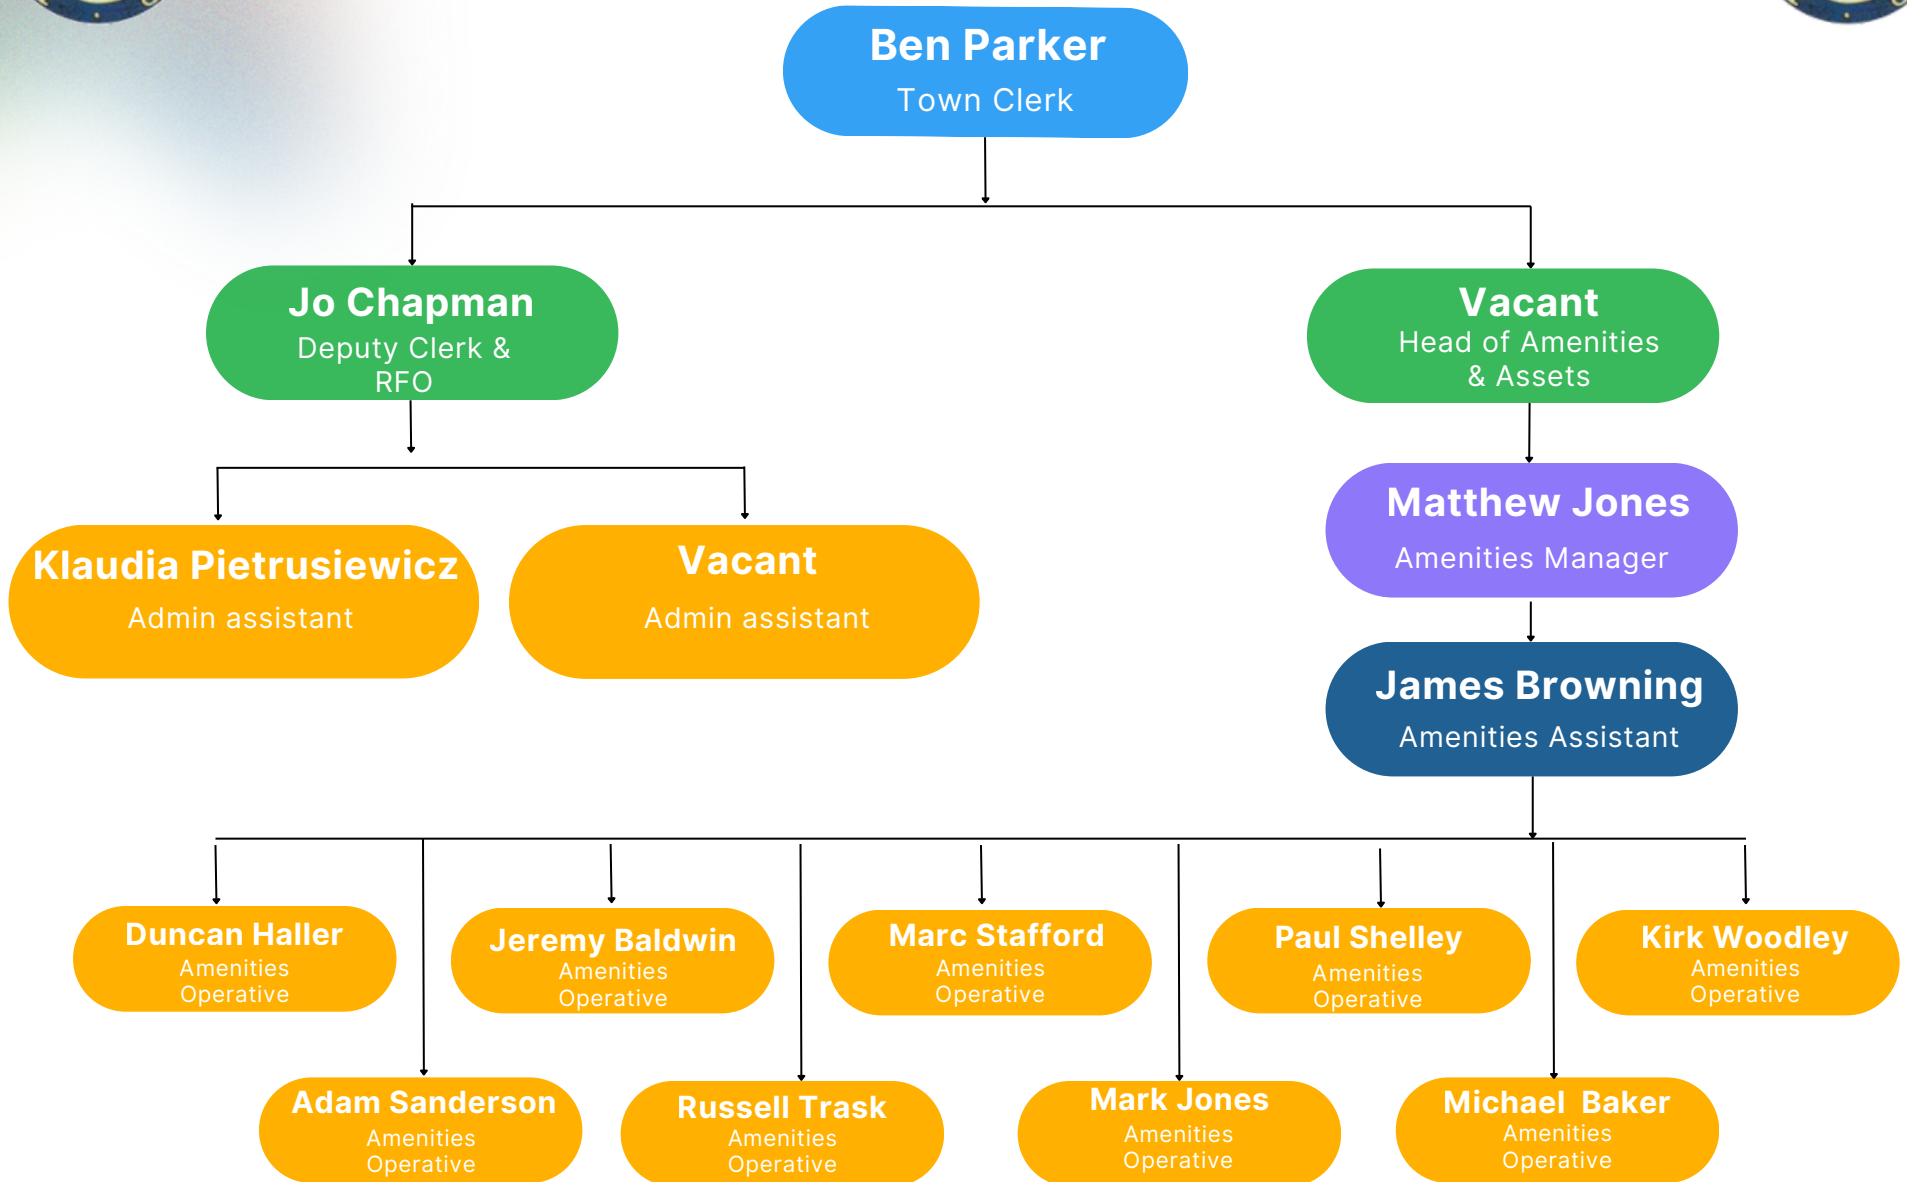 Ben Parker
Town Clerk
Jo Chapman
Deputy Clerk &
RFO
Vacant
Head of Amenities
& Assets
Matthew Jones
Amenities Manager
Klaudia Pietrusiewicz
Admin assistant
Vacant
Admin assistant
James Browning
Amenities Assistant
Duncan Haller
Amenities
Operative
Jeremy Baldwin
Amenities
Operative
Marc Stafford
Amenities
Operative
Paul Shelley
Amenities
Operative
Kirk Woodley
Amenities
Operative
Adam Sanderson
Amenities
Operative
Russell Trask
Amenities
Operative
Mark Jones
Amenities
Operative
Michael  Baker
Amenities
Operative